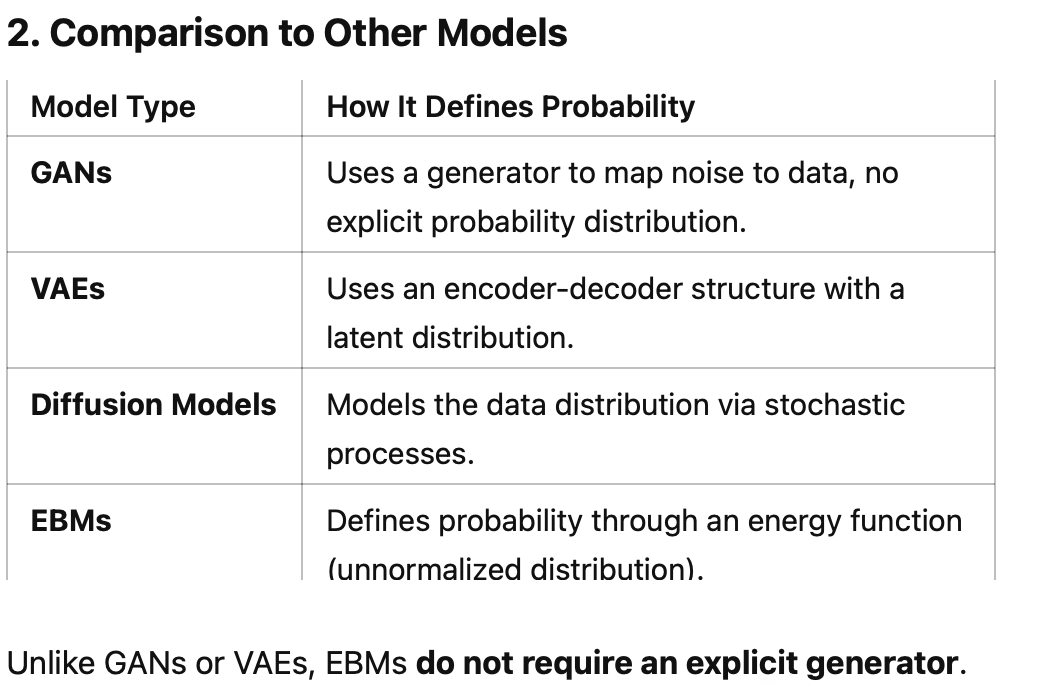 2. Comparison to Other Models
Model Type
How It Defines Probability
GANs
Uses a generator to map noise to data, no
explicit probability distribution.
VAEs
Uses an encoder-decoder structure with a
latent distribution.
Diffusion Models
Models the data distribution via stochastic
processes.
EBMs
Defines probability through an energy function
(unnormalized distribution).
Unlike GANs or VAEs, EBMs do not require an explicit generator.